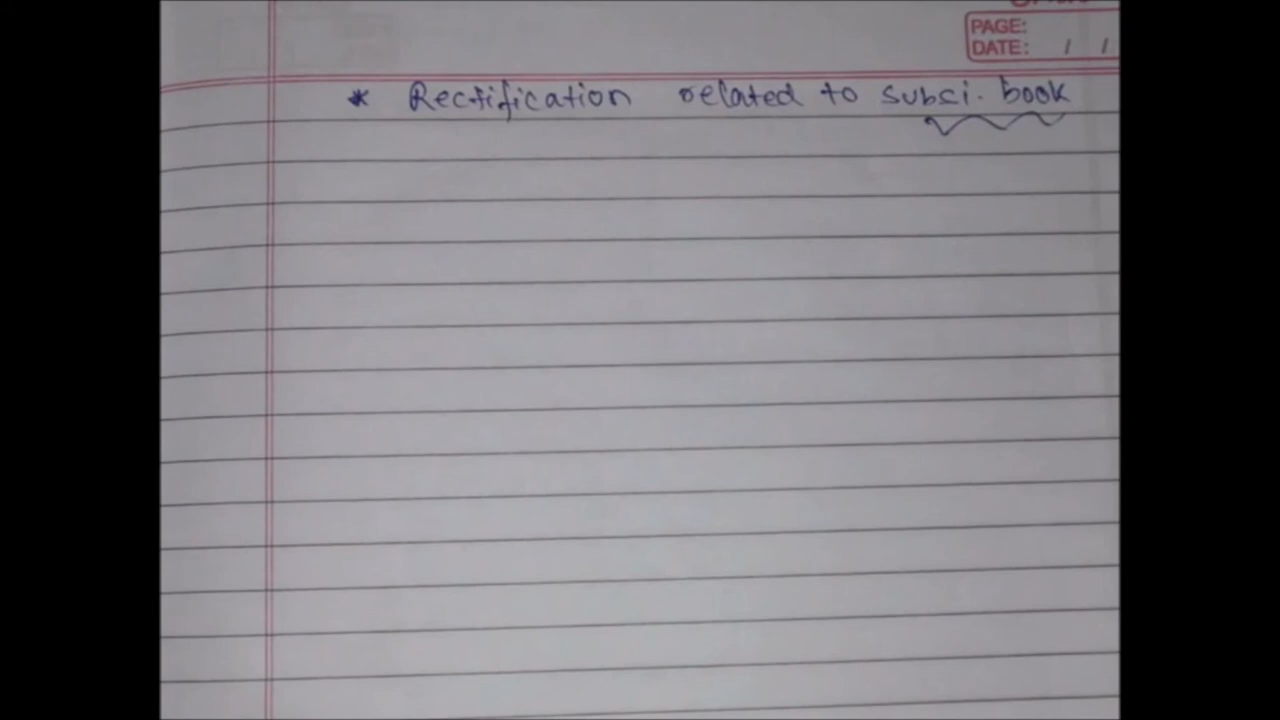 PAGE:
DATE: / /
* Rectification related to subsi. book